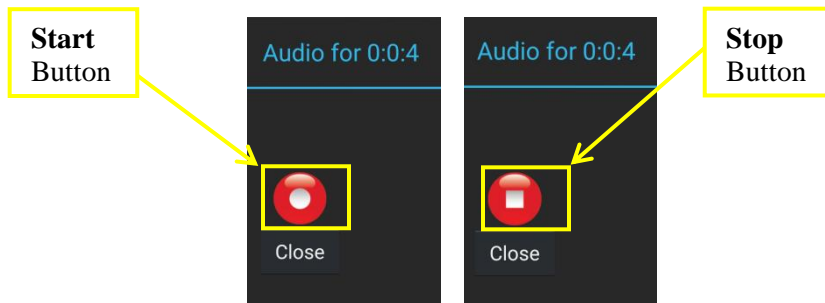 Start
Button
Audio for 0:0:4
Close
Audio for 0:0:4
Close
Stop
Button